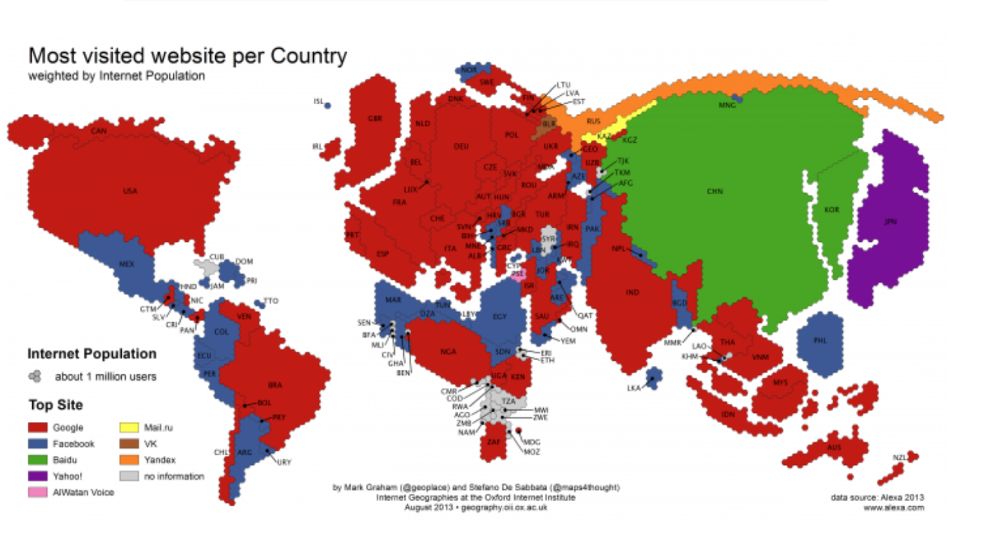 Most visited website per Country
weighted by Internet Population
NOR
SWE
LTU
LVA
EST
FIN
DNK
ISL
GBR
NLD
BLR
RUS
MNG
CAN
POL
KAZ
KGZ
IRL
DEU
UKR
GEO
BEL
CZE
MDA
UZB
TJK
SVK
AZE
TKM
ROU
AFG
LUX
USA
CHN
FRA
AUT
HUN
ARM
KOR
CHE
HRV
BGR
TUR
JPN
SVN
SRB
IRN
PAK
BIH
MKD
PRT
SYR
MNE
GRC
IRQ
NPL
ITA
LBN
ESP
ALB
KWT
CUB
DOM
MEX
CYP
JOR
PSE
JAM
PRI
HND
ISR
IND
NIC
TTO
MAR
ARE
BGD
GTM
TUN
SLV
DZA
LBY
EGY
SAU
QAT
VEN
CRI
SEN
OMN
PAN
COL
BFA
YEM
MMR
THA
PHL
MLI
LAO
CIV
NGA
SDN
ERI
KHM
VNM
ECU
GHA
ETH
BEN
PER
UGA
KEN
BRA
CMR
LKA
MYS
COD
TZA
BOL
RWA
MWI
AGO
IDN
PRY
ZMB
ZWE
NAM
CHL
ARG
ZAF
MDG
AUS
MOZ
NZL
URY
Internet Population
about 1 million users
Top Site
Google
Mail.ru
Facebook
VK
Baidu
Yandex
Yahoo!
no information
AlWatan Voice
by Mark Graham (@geoplace) and Stefano De Sabbata (@maps4thought)
Internet Geographies at the Oxford Internet Institute
August 2013 • geography.oii.ox.ac.uk
data source: Alexa 2013
www.alexa.com